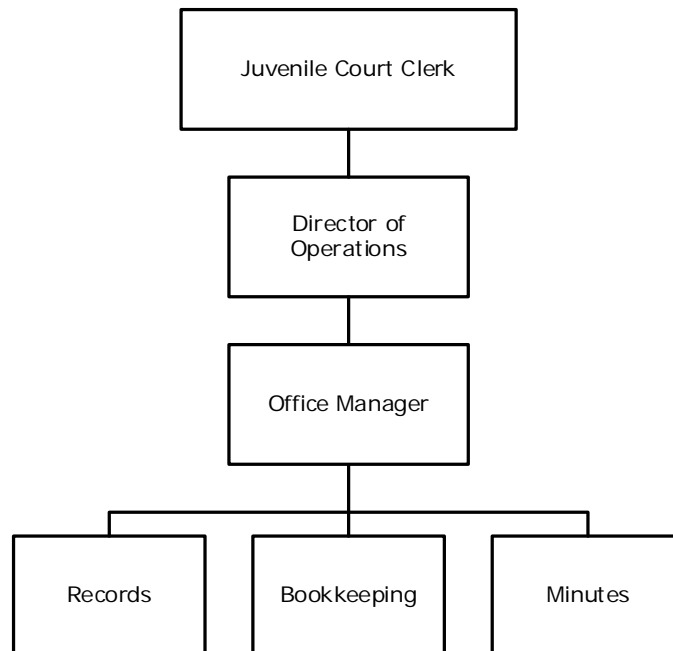 Juvenile Court Clerk
Director of
Operations
Office Manager
Records
Bookkeeping
Minutes